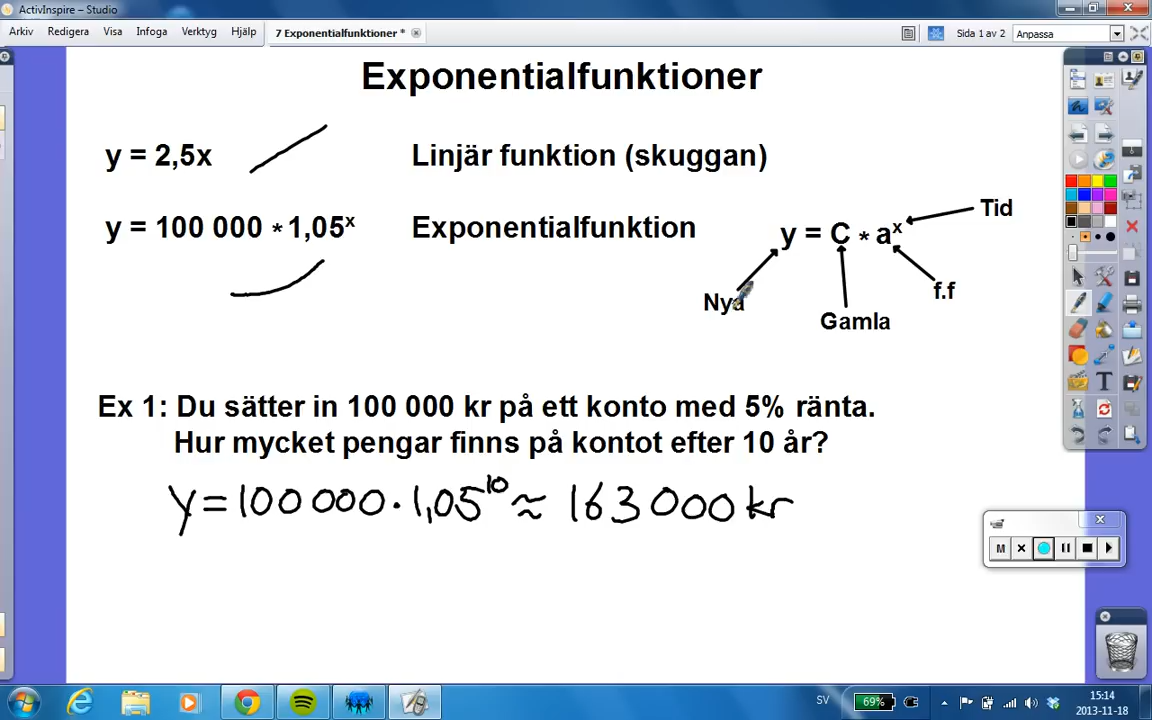 ActivInspire – Studio
Arkiv Redigera Visa Infoga Verktyg Hjälp
7 Exponentialfunktioner *
Sida 1 av 2
Anpassa
Exponentialfunktioner
y = 2,5x
Linjär funktion (skuggan)
y = 100 000 * 1,05ˣ
Exponentialfunktion
y = C * aˣ
Tid
Nya
Gamla
f.f
Ex 1: Du sätter in 100 000 kr på ett konto med 5% ränta.
Hur mycket pengar finns på kontot efter 10 år?
y = 100 000 · 1,05¹⁰ ≈ 163 000 kr
M
SV
69%
15:14
2013-11-18